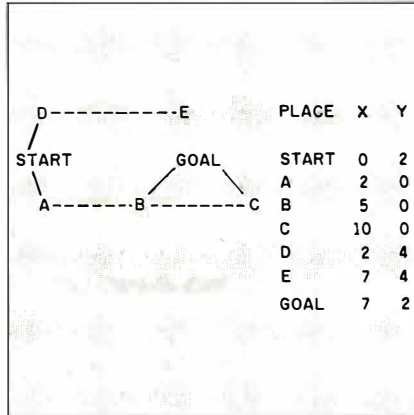 D----------E
START GOAL
A-------B--------C
PLACE X Y
START 0 2
A 2 0
B 5 0
C 10 0
D 2 4
E 7 4
GOAL 7 2